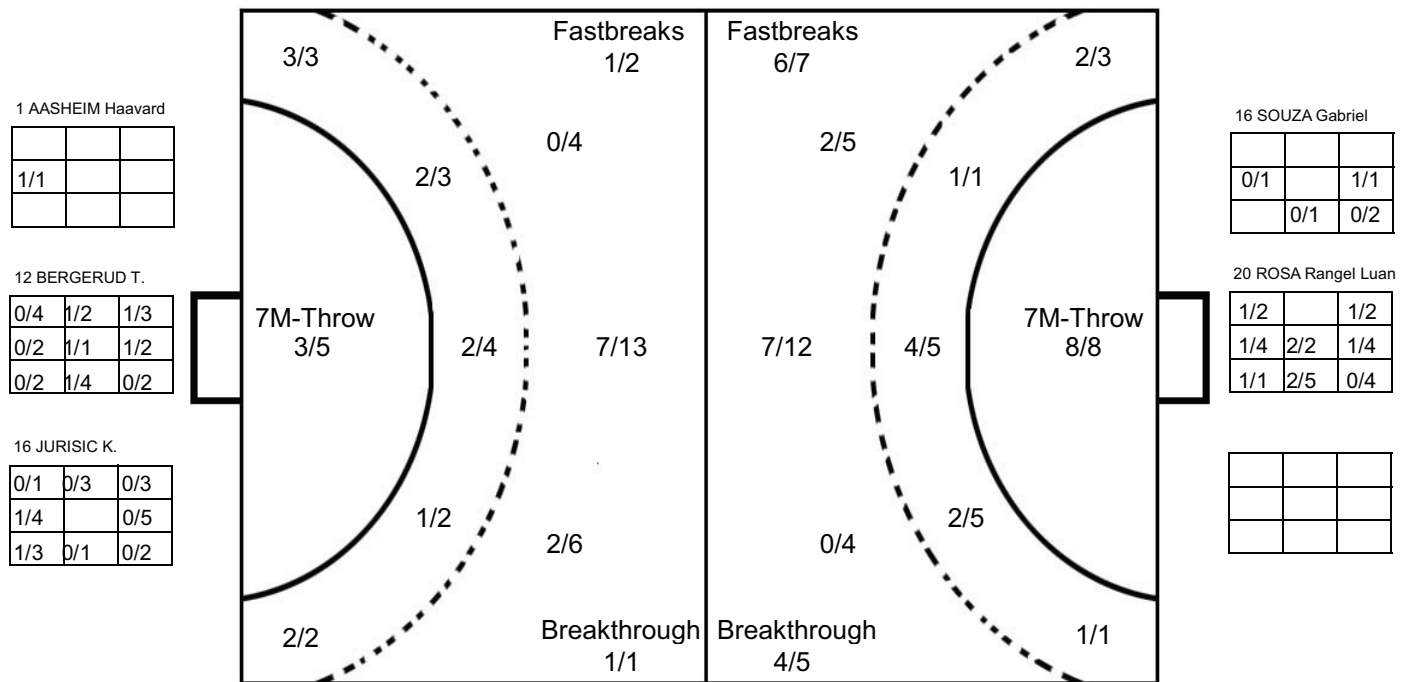 Fastbreaks Fastbreaks
3/3 1/2 6/7 2/3
1 AASHEIM Haavard
16 SOUZA Gabriel
0/4 2/5
1/1
2/3 1/1
0/1 1/1
0/1 0/2
12 BERGERUD T.
20 ROSA Rangel Luan
0/4 1/2 1/3
1/2 1/2
7M-Throw 7M-Throw
3/5 2/4 7/13 7/12 4/5 8/8
0/2 1/1 1/2
1/4 2/2 1/4
0/2 1/4 0/2
1/1 2/5 0/4
16 JURISIC K.
0/1 0/3 0/3
1/4 0/5
1/2 2/5
2/6 0/4
1/3 0/1 0/2
Breakthrough Breakthrough
2/2 1/1 4/5 1/1